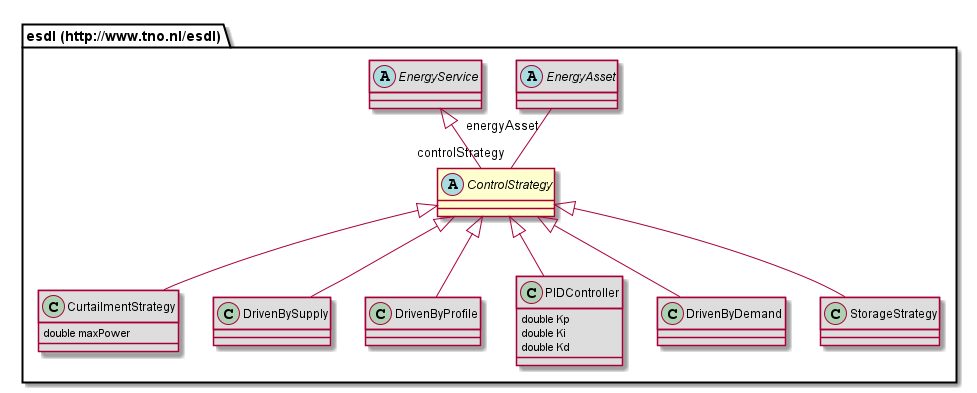 esdl (http://www.tno.nl/esdl)
A EnergyService
A EnergyAsset
energyAsset
controlStrategy
A ControlStrategy
C CurtailmentStrategy
double maxPower
C DrivenBySupply
C DrivenByProfile
C PIDController
double Kp
double Ki
double Kd
C DrivenByDemand
C StorageStrategy